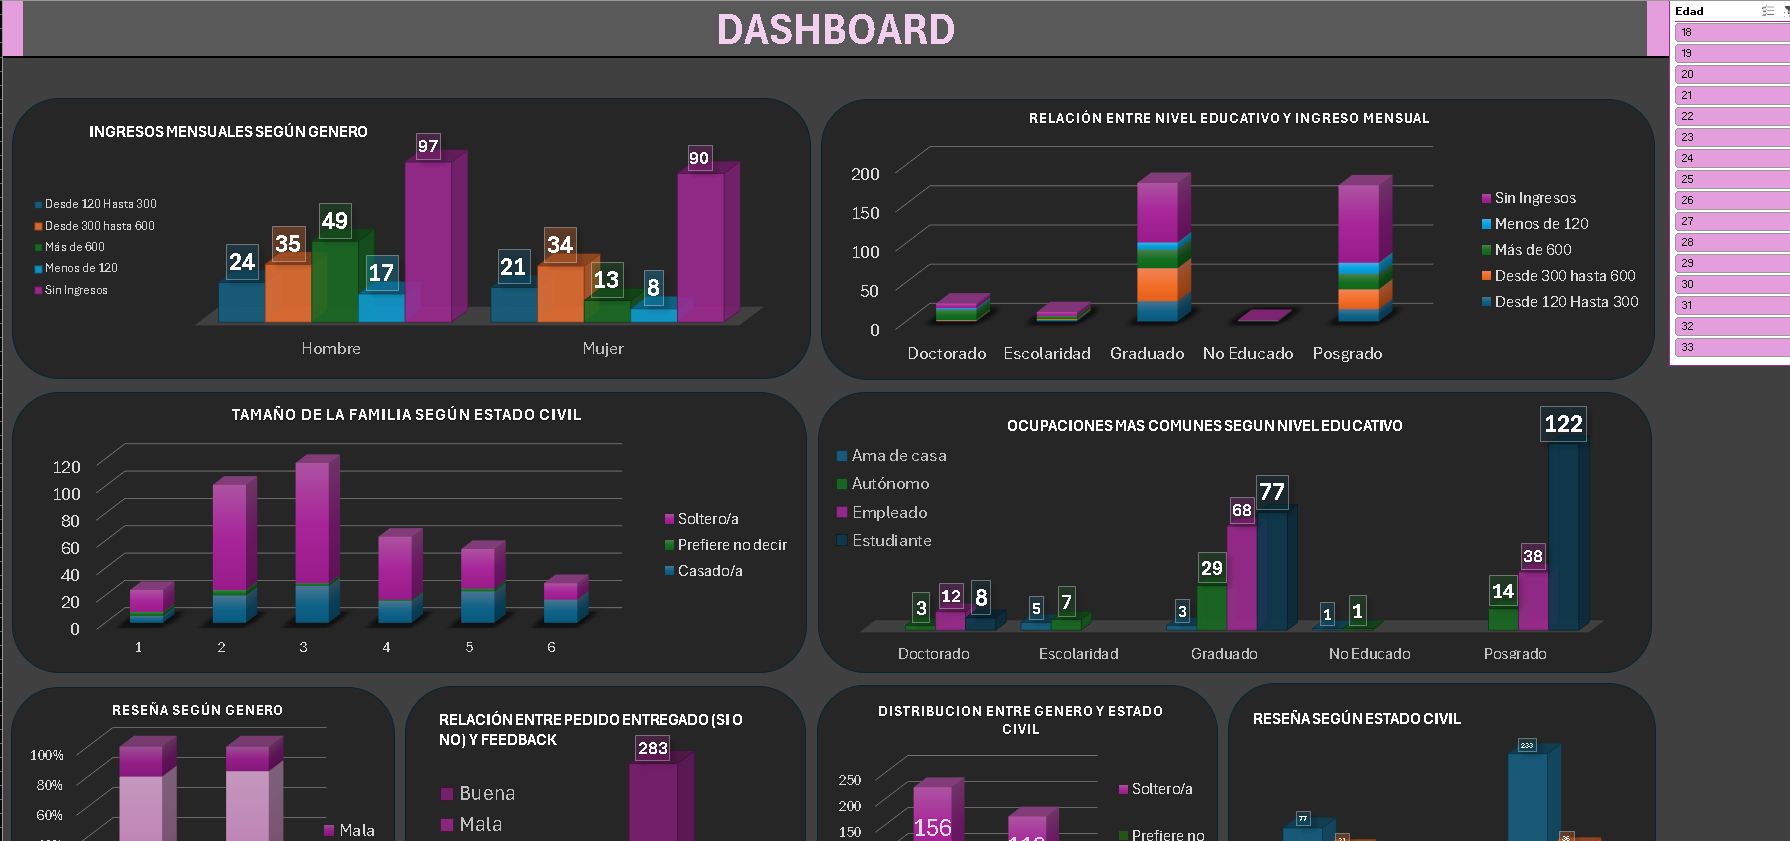 DASHBOARD
Edad
18
19
20
21
22
23
24
25
26
27
28
29
30
31
32
33
INGRESOS MENSUALES SEGÚN GENERO
Desde 120 Hasta 300
Desde 300 hasta 600
Más de 600
Menos de 120
Sin Ingresos
24
35
49
17
97
21
34
13
8
90
Hombre
Mujer
RELACIÓN ENTRE NIVEL EDUCATIVO Y INGRESO MENSUAL
200
150
100
50
0
Doctorado
Escolaridad
Graduado
No Educado
Posgrado
Sin Ingresos
Menos de 120
Más de 600
Desde 300 hasta 600
Desde 120 Hasta 300
TAMAÑO DE LA FAMILIA SEGÚN ESTADO CIVIL
120
100
80
60
40
20
0
1
2
3
4
5
6
Soltero/a
Prefiere no decir
Casado/a
OCUPACIONES MAS COMUNES SEGUN NIVEL EDUCATIVO
Ama de casa
Autónomo
Empleado
Estudiante
3
12
8
5
7
3
29
68
77
1
1
14
38
122
Doctorado
Escolaridad
Graduado
No Educado
Posgrado
RESEÑA SEGÚN GENERO
100%
80%
60%
Mala
RELACIÓN ENTRE PEDIDO ENTREGADO (SI O
NO) Y FEEDBACK
283
Buena
Mala
DISTRIBUCION ENTRE GENERO Y ESTADO
CIVIL
250
200
150
156
Soltero/a
Prefiere no
RESEÑA SEGÚN ESTADO CIVIL
77
233